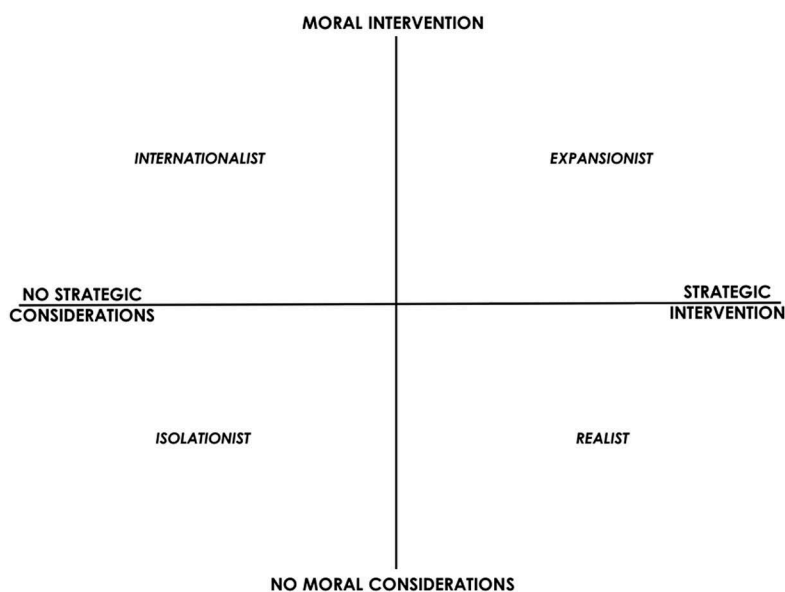 MORAL INTERVENTION
INTERNATIONALIST
EXPANSIONIST
NO STRATEGIC
CONSIDERATIONS
STRATEGIC
INTERVENTION
ISOLATIONIST
REALIST
NO MORAL CONSIDERATIONS